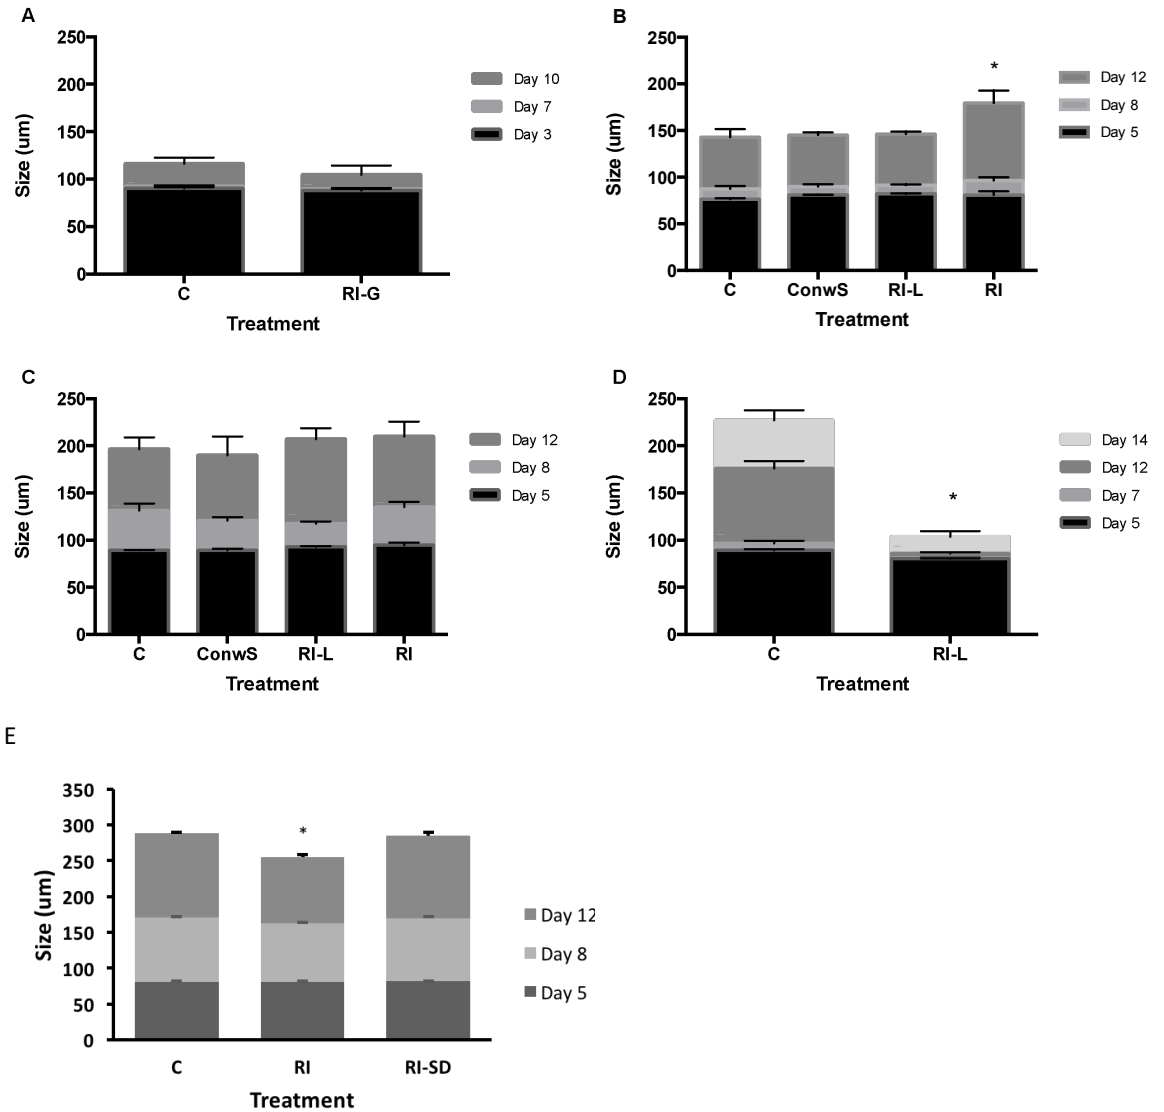 A
250
200
150
100
50
0
Size (um)
C RI-G
Treatment
Day 10
Day 7
Day 3
B
250
200
150
100
50
0
Size (um)
*
C ConwS RI-L RI
Treatment
Day 12
Day 8
Day 5
C
250
200
150
100
50
0
Size (um)
C ConwS RI-L RI
Treatment
Day 12
Day 8
Day 5
D
250
200
150
100
50
0
Size (um)
*
C RI-L
Treatment
Day 14
Day 12
Day 7
Day 5
E
350
300
250
200
150
100
50
0
Size (um)
*
C RI RI-SD
Treatment
Day 12
Day 8
Day 5